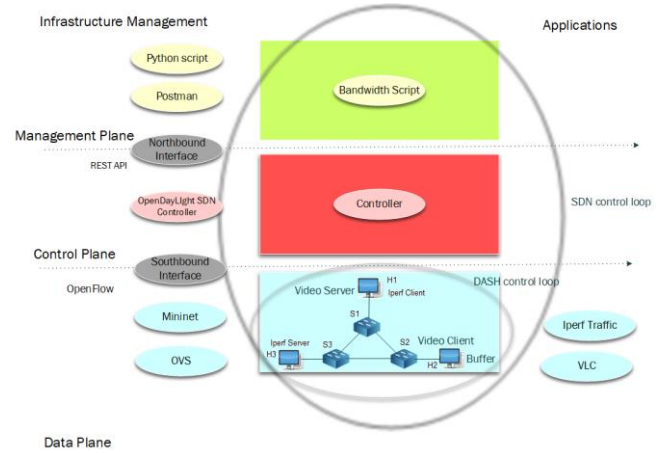 Infrastructure Management
Applications
Python script
Postman
Bandwidth Script
Management Plane
Northbound
Interface
REST API
OpenDayLight SDN
Controller
Controller
SDN control loop
Control Plane
Southbound
Interface
OpenFlow
DASH control loop
H1
Video Server
Iperf Client
Mininet
S1
Iperf Traffic
Iperf Server
S3
S2
Video Client
OVS
H3
H2
Buffer
VLC
Data Plane